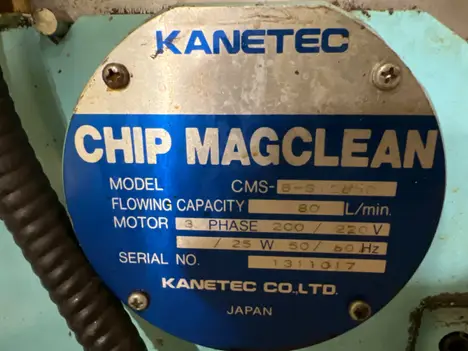 KANETEC
CHIP MAGCLEAN
MODEL CMS-
FLOWING CAPACITY 80 L/min.
MOTOR 3 PHASE 200 / 220 V
/ 25 W 50 / 60 Hz
SERIAL NO. 1311017
KANETEC CO.,LTD.
JAPAN